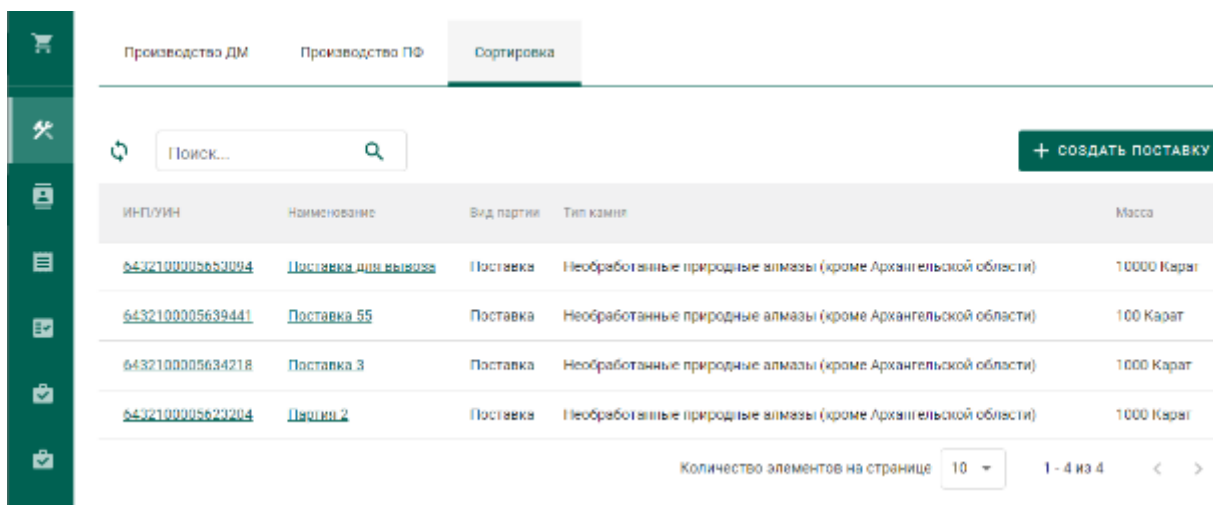 Производство ДМ Производство ПФ Сортировка
Поиск... + СОЗДАТЬ ПОСТАВКУ
ИНП/УИН Наименование Вид партии Тип камня Масса
6432100005653094 Поставка для вывоза Поставка Необработанные природные алмазы (кроме Архангельской области) 10000 Карат
6432100005639441 Поставка 55 Поставка Необработанные природные алмазы (кроме Архангельской области) 100 Карат
6432100005634218 Поставка 3 Поставка Необработанные природные алмазы (кроме Архангельской области) 1000 Карат
6432100005623204 Партия 2 Поставка Необработанные природные алмазы (кроме Архангельской области) 1000 Карат
Количество элементов на странице 10 1 - 4 из 4